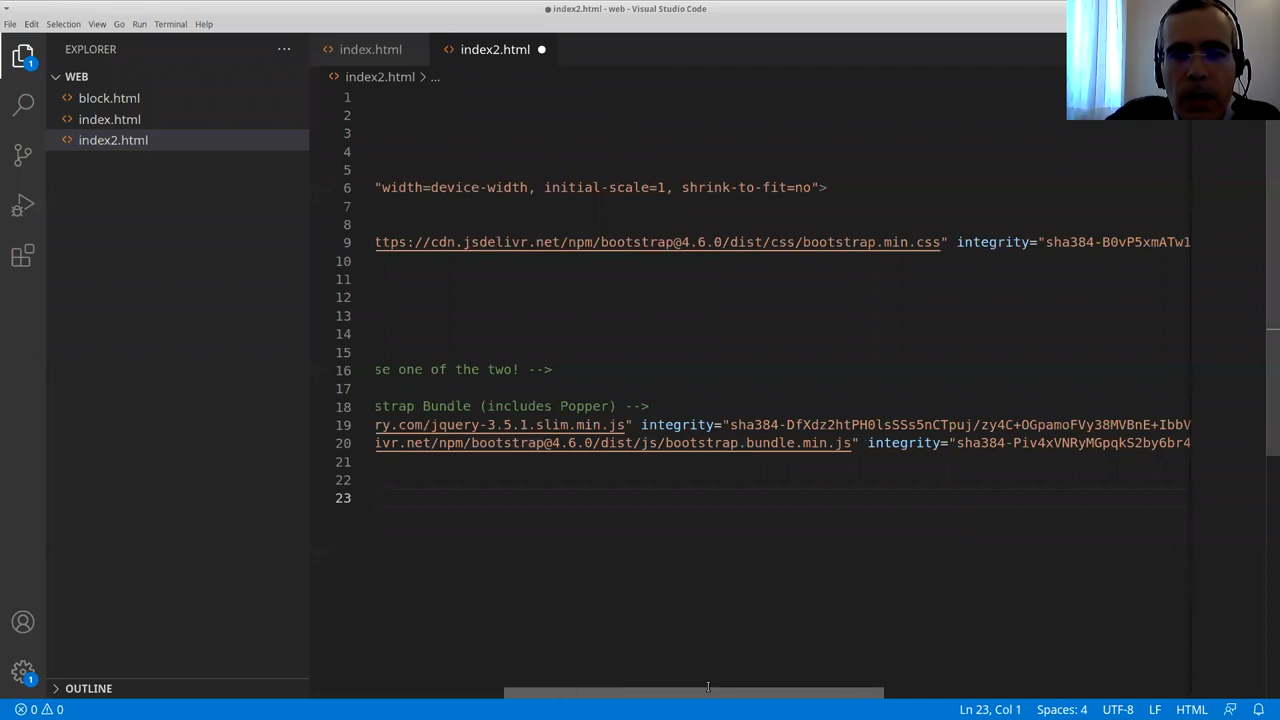 index2.html - web - Visual Studio Code
File Edit Selection View Go Run Terminal Help
EXPLORER
index.html
index2.html
WEB
index2.html > ...
block.html
index.html
index2.html
1
2
3
4
5
6 "width=device-width, initial-scale=1, shrink-to-fit=no">
7
8
9 ttps://cdn.jsdelivr.net/npm/bootstrap@4.6.0/dist/css/bootstrap.min.css" integrity="sha384-B0vP5xmATw1
10
11
12
13
14
15
16 se one of the two! -->
17
18 strap Bundle (includes Popper) -->
19 ry.com/jquery-3.5.1.slim.min.js" integrity="sha384-DfXdz2htPH0lsSSs5nCTpuj/zy4C+OGpamoFVy38MVBnE+IbbV
20 ivr.net/npm/bootstrap@4.6.0/dist/js/bootstrap.bundle.min.js" integrity="sha384-Piv4xVNRyMGpqkS2by6br4
21
22
23
1
1
OUTLINE
0 0 Ln 23, Col 1 Spaces: 4 UTF-8 LF HTML